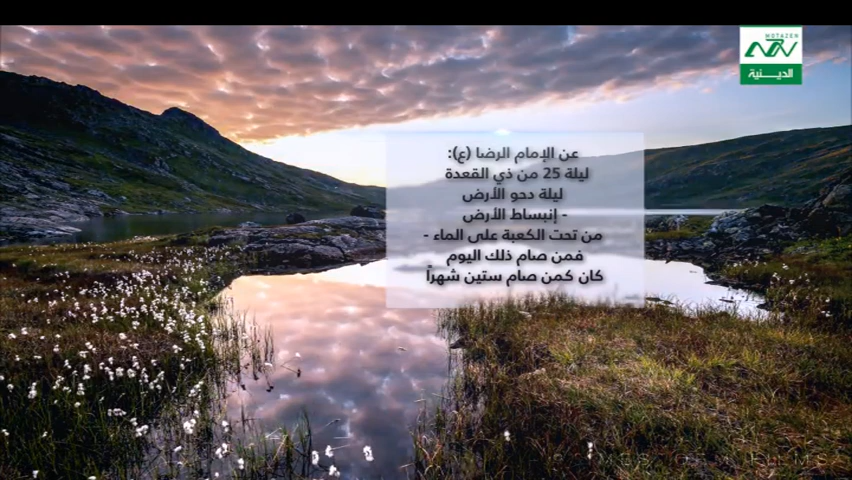 MOTAZEN
الدينية
عن الإمام الرضا (ع):
ليلة 25 من ذي القعدة
ليلة دحو الأرض
- إنبساط الأرض
من تحت الكعبة على الماء -
فمن صام ذلك اليوم
كان كمن صام ستين شهراً